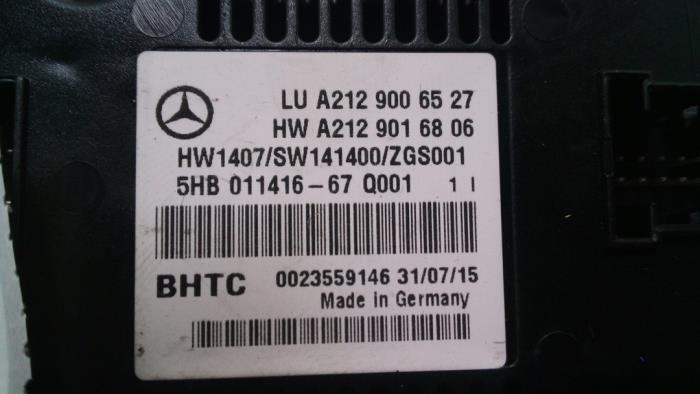 LU A212 900 65 27
HW A212 901 68 06
HW1407/SW141400/ZGS001
5HB 011416-67 Q001 1 I
BHTC 0023559146 31/07/15
Made in Germany